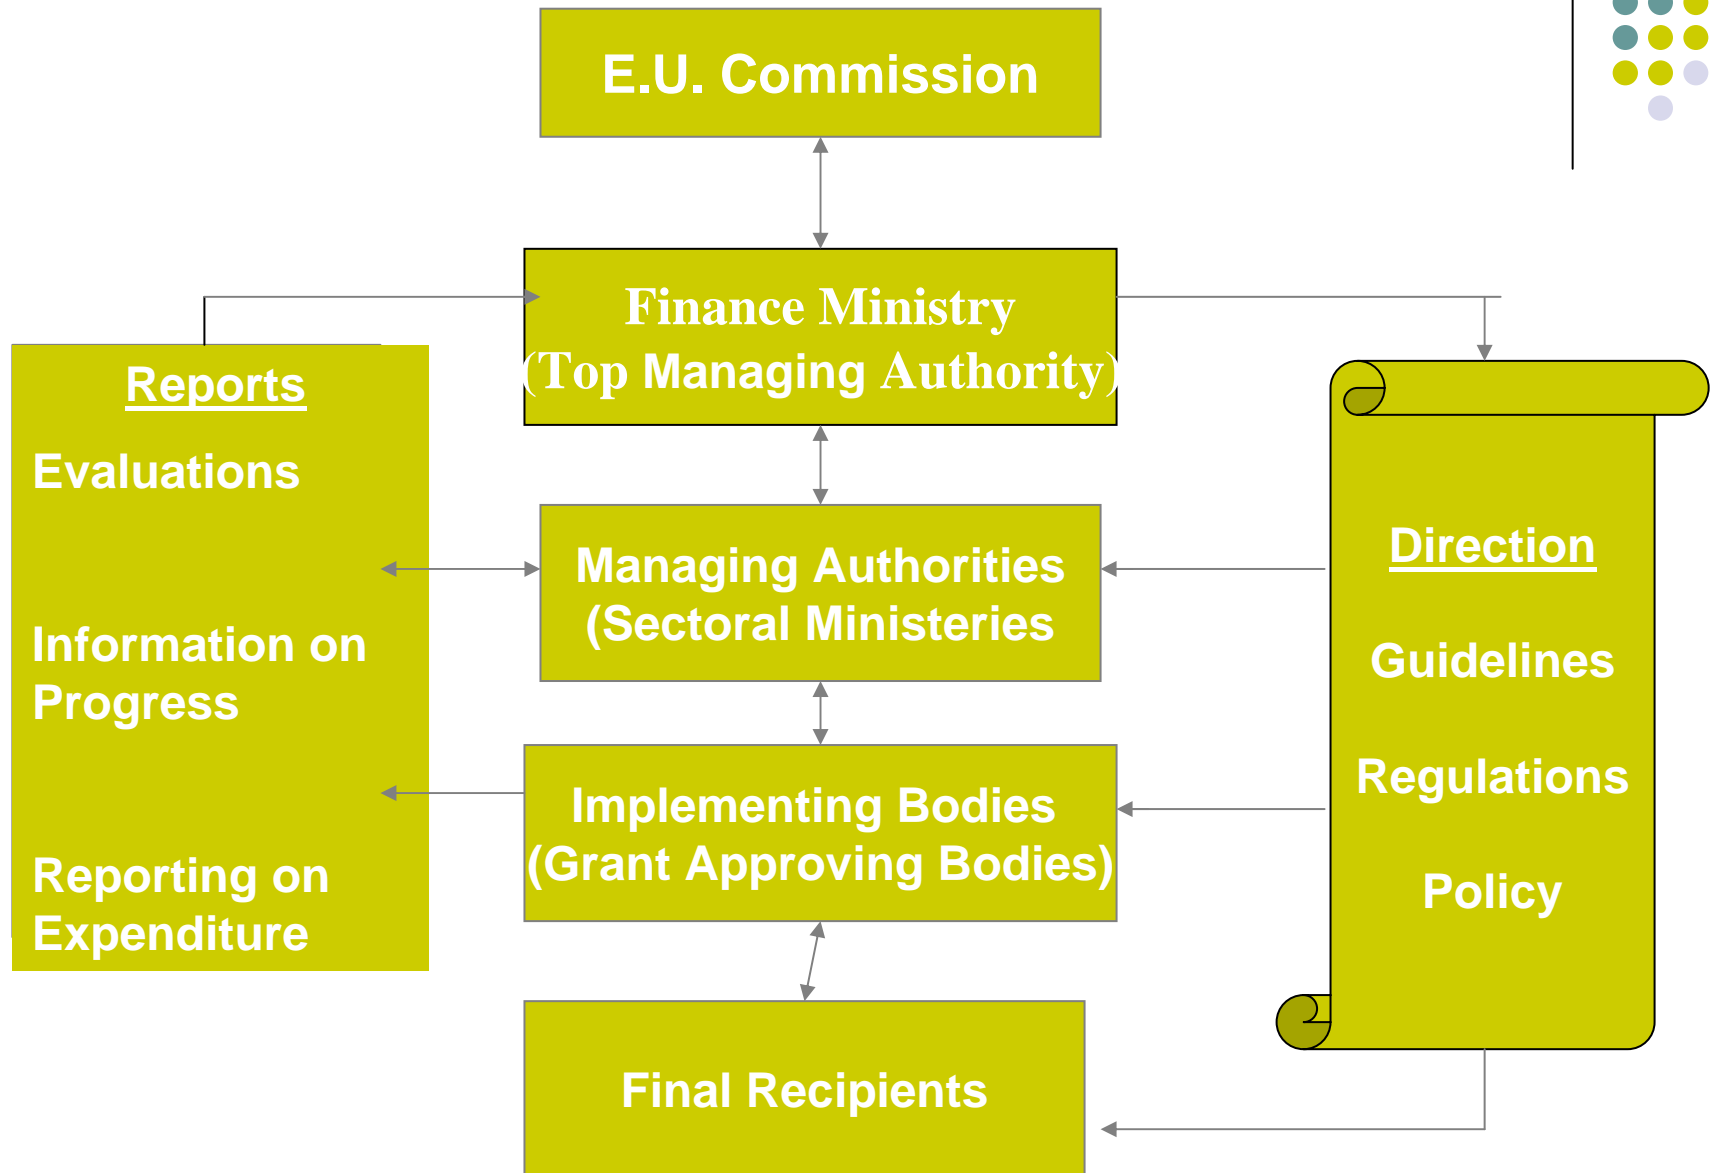 E.U. Commission
Finance Ministry
(Top Managing Authority)
Reports
Evaluations
Information on
Progress
Reporting on
Expenditure
Managing Authorities
(Sectoral Ministeries
Implementing Bodies
(Grant Approving Bodies)
Final Recipients
Direction
Guidelines
Regulations
Policy